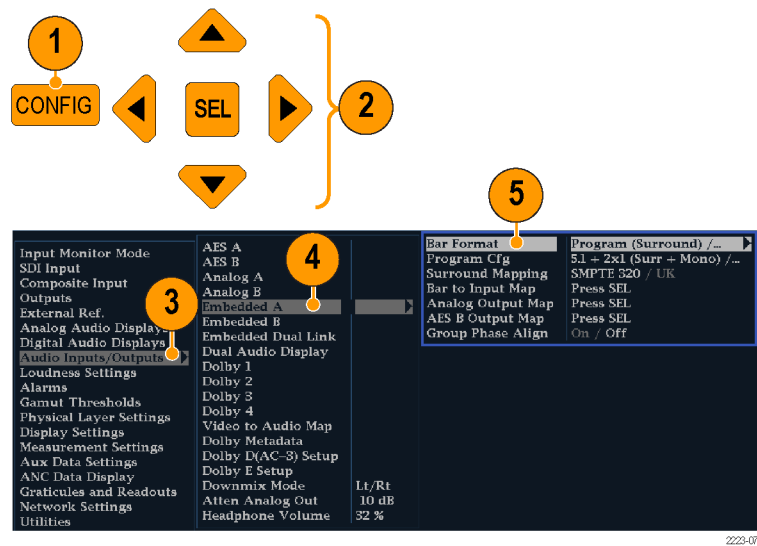 1
CONFIG
SEL
2
5
Input Monitor Mode
SDI Input
Composite Input
Outputs
External Ref.
Analog Audio Displays
Digital Audio Displays
Audio Inputs/Outputs
Loudness Settings
Alarms
Gamut Thresholds
Physical Layer Settings
Display Settings
Measurement Settings
Aux Data Settings
ANC Data Display
Graticules and Readouts
Network Settings
Utilities
3
AES A
AES B
Analog A
Analog B
Embedded A
Embedded B
Embedded Dual Link
Dual Audio Display
Dolby 1
Dolby 2
Dolby 3
Dolby 4
Video to Audio Map
Dolby Metadata
Dolby D(AC-3) Setup
Dolby E Setup
Downmix Mode Lt/Rt
Atten Analog Out 10 dB
Headphone Volume 32 %
4
Bar Format Program (Surround) /...
Program Cfg 5.1 + 2x1 (Surr + Mono) /...
Surround Mapping SMPTE 320 / UK
Bar to Input Map Press SEL
Analog Output Map Press SEL
AES B Output Map Press SEL
Group Phase Align On / Off
2223-07